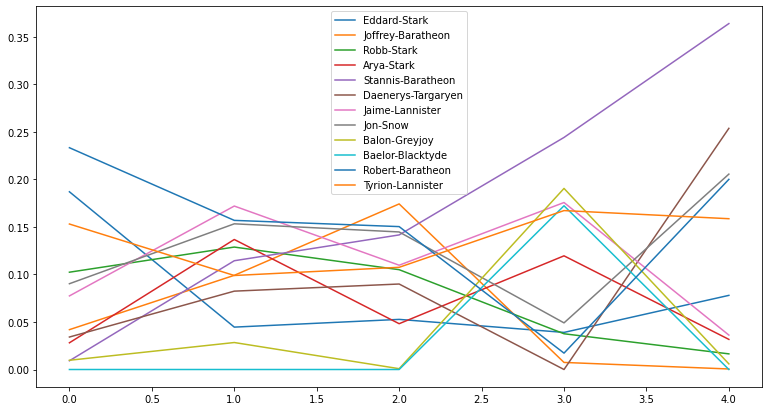 Eddard-Stark
Joffrey-Baratheon
Robb-Stark
Arya-Stark
Stannis-Baratheon
Daenerys-Targaryen
Jaime-Lannister
Jon-Snow
Balon-Greyjoy
Baelor-Blacktyde
Robert-Baratheon
Tyrion-Lannister
0.35
0.30
0.25
0.20
0.15
0.10
0.05
0.00
0.0 0.5 1.0 1.5 2.0 2.5 3.0 3.5 4.0